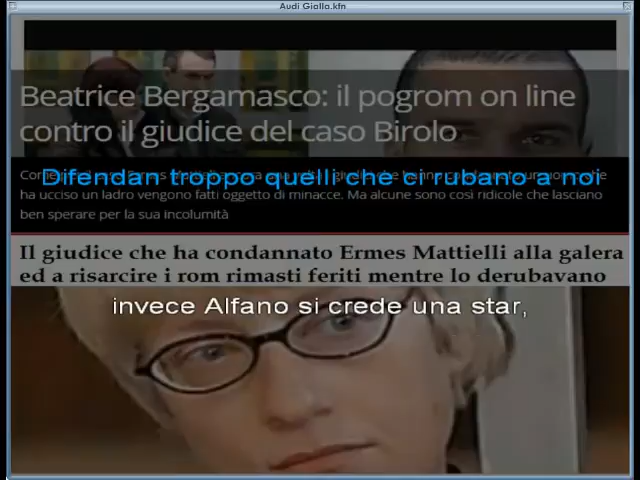 Audi Gialla.kfn
Beatrice Bergamasco: il pogrom on line
contro il giudice del caso Birolo
Difendan troppo quelli che ci rubano a noi
ha ucciso un ladro vengono fatti oggetto di minacce. Ma alcune sono così ridicole che lasciano
ben sperare per la sua incolumità
Il giudice che ha condannato Ermes Mattielli alla galera
ed a risarcire i rom rimasti feriti mentre lo derubavano
invece Alfano si crede una star,